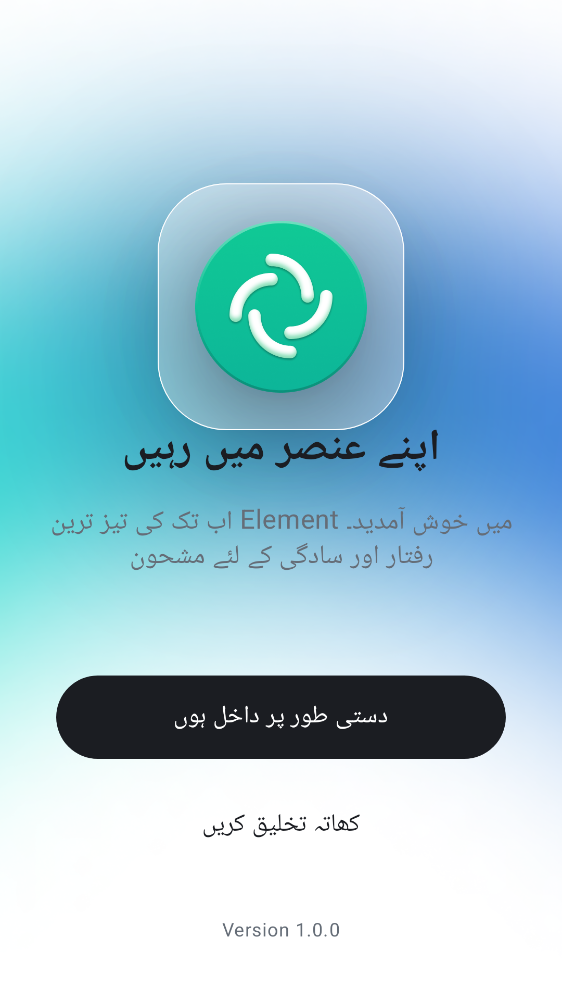 اپنے عنصر میں رہیں
میں خوش آمدید۔ Element اب تک کی تیز ترین
رفتار اور سادگی کے لئے مشحون
دستی طور پر داخل ہوں
کھاتہ تخلیق کریں
Version 1.0.0